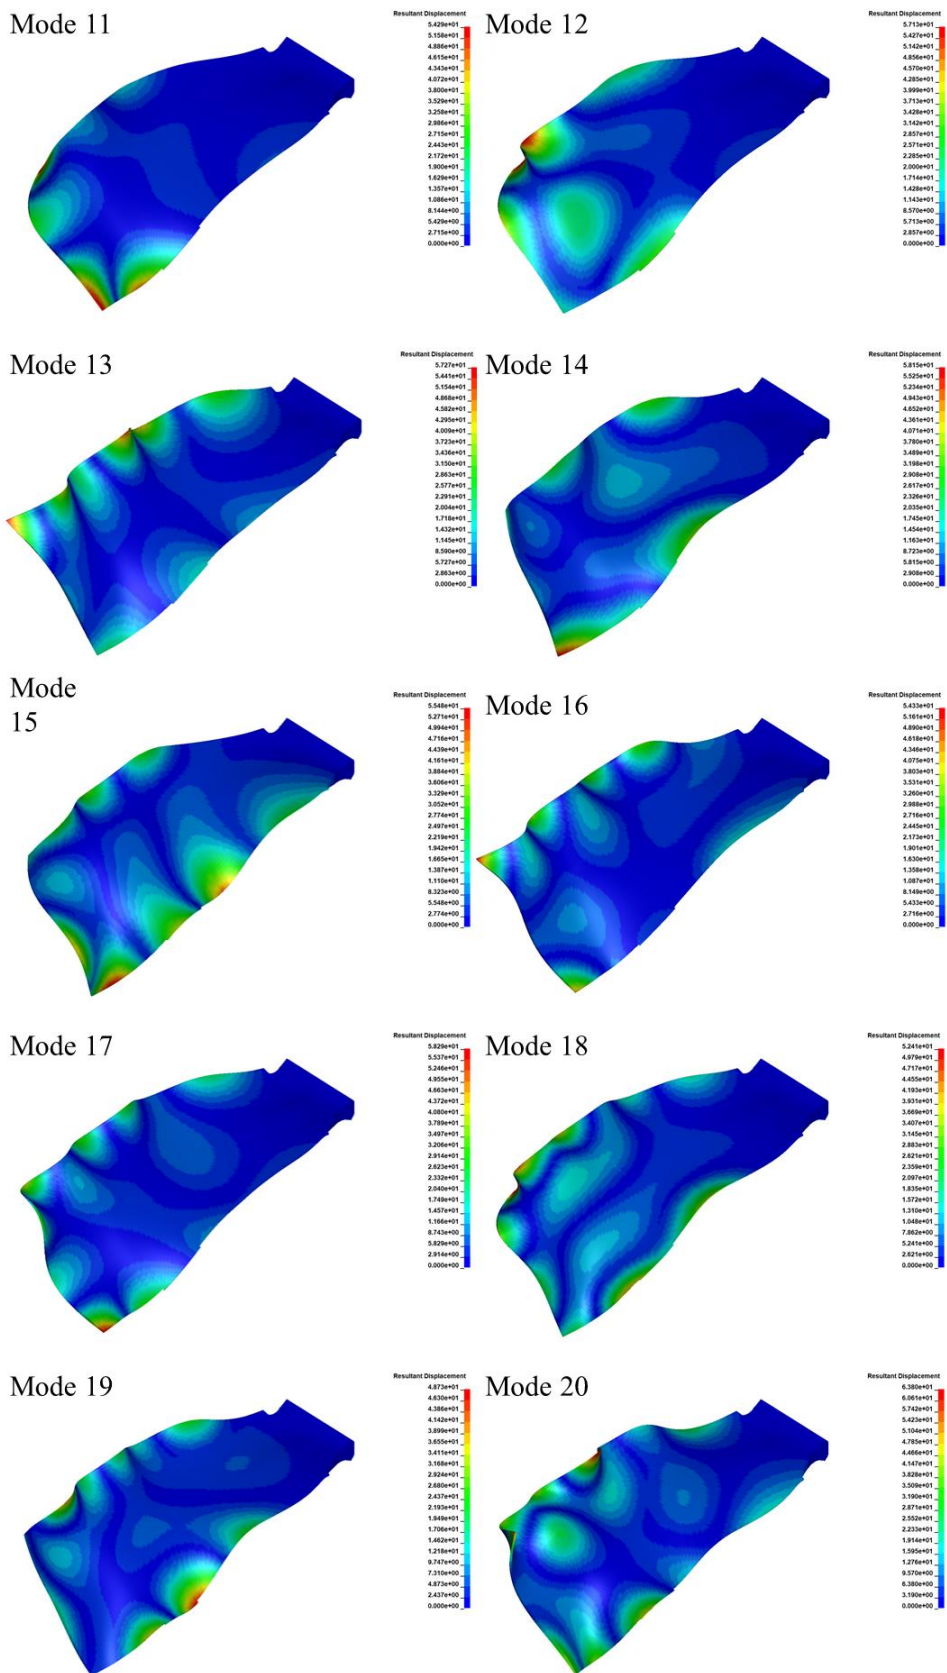 Mode 11
Resultant Displacement
5.429e+01
5.158e+01
4.886e+01
4.615e+01
4.343e+01
4.072e+01
3.800e+01
3.529e+01
3.258e+01
2.986e+01
2.715e+01
2.443e+01
2.172e+01
1.900e+01
1.629e+01
1.357e+01
1.086e+01
8.144e+00
5.429e+00
2.715e+00
0.000e+00
Mode 12
Resultant Displacement
5.713e+01
5.427e+01
5.142e+01
4.856e+01
4.570e+01
4.285e+01
3.999e+01
3.713e+01
3.428e+01
3.142e+01
2.857e+01
2.571e+01
2.285e+01
2.000e+01
1.714e+01
1.428e+01
1.143e+01
8.570e+00
5.713e+00
2.857e+00
0.000e+00
Mode 13
Resultant Displacement
5.727e+01
5.441e+01
5.154e+01
4.868e+01
4.582e+01
4.295e+01
4.009e+01
3.723e+01
3.436e+01
3.150e+01
2.863e+01
2.577e+01
2.291e+01
2.004e+01
1.718e+01
1.432e+01
1.145e+01
8.590e+00
5.727e+00
2.863e+00
0.000e+00
Mode 14
Resultant Displacement
5.815e+01
5.525e+01
5.234e+01
4.943e+01
4.652e+01
4.361e+01
4.071e+01
3.780e+01
3.489e+01
3.198e+01
2.908e+01
2.617e+01
2.326e+01
2.035e+01
1.745e+01
1.454e+01
1.163e+01
8.723e+00
5.815e+00
2.908e+00
0.000e+00
Mode
15
Resultant Displacement
5.548e+01
5.271e+01
4.994e+01
4.716e+01
4.439e+01
4.161e+01
3.884e+01
3.606e+01
3.329e+01
3.052e+01
2.774e+01
2.497e+01
2.219e+01
1.942e+01
1.665e+01
1.387e+01
1.110e+01
8.323e+00
5.548e+00
2.774e+00
0.000e+00
Mode 16
Resultant Displacement
5.433e+01
5.161e+01
4.890e+01
4.618e+01
4.346e+01
4.075e+01
3.803e+01
3.531e+01
3.260e+01
2.988e+01
2.716e+01
2.445e+01
2.173e+01
1.901e+01
1.630e+01
1.358e+01
1.087e+01
8.149e+00
5.433e+00
2.716e+00
0.000e+00
Mode 17
Resultant Displacement
5.829e+01
5.537e+01
5.246e+01
4.955e+01
4.663e+01
4.372e+01
4.080e+01
3.789e+01
3.497e+01
3.206e+01
2.914e+01
2.623e+01
2.332e+01
2.040e+01
1.749e+01
1.457e+01
1.166e+01
8.743e+00
5.829e+00
2.914e+00
0.000e+00
Mode 18
Resultant Displacement
5.241e+01
4.979e+01
4.717e+01
4.455e+01
4.193e+01
3.931e+01
3.669e+01
3.407e+01
3.145e+01
2.883e+01
2.621e+01
2.359e+01
2.097e+01
1.835e+01
1.572e+01
1.310e+01
1.048e+01
7.862e+00
5.241e+00
2.621e+00
0.000e+00
Mode 19
Resultant Displacement
4.873e+01
4.630e+01
4.386e+01
4.142e+01
3.899e+01
3.655e+01
3.411e+01
3.168e+01
2.924e+01
2.680e+01
2.437e+01
2.193e+01
1.949e+01
1.706e+01
1.462e+01
1.218e+01
9.747e+00
7.310e+00
4.873e+00
2.437e+00
0.000e+00
Mode 20
Resultant Displacement
6.380e+01
6.061e+01
5.742e+01
5.423e+01
5.104e+01
4.785e+01
4.466e+01
4.147e+01
3.828e+01
3.509e+01
3.190e+01
2.871e+01
2.552e+01
2.233e+01
1.914e+01
1.595e+01
1.276e+01
9.570e+00
6.380e+00
3.190e+00
0.000e+00